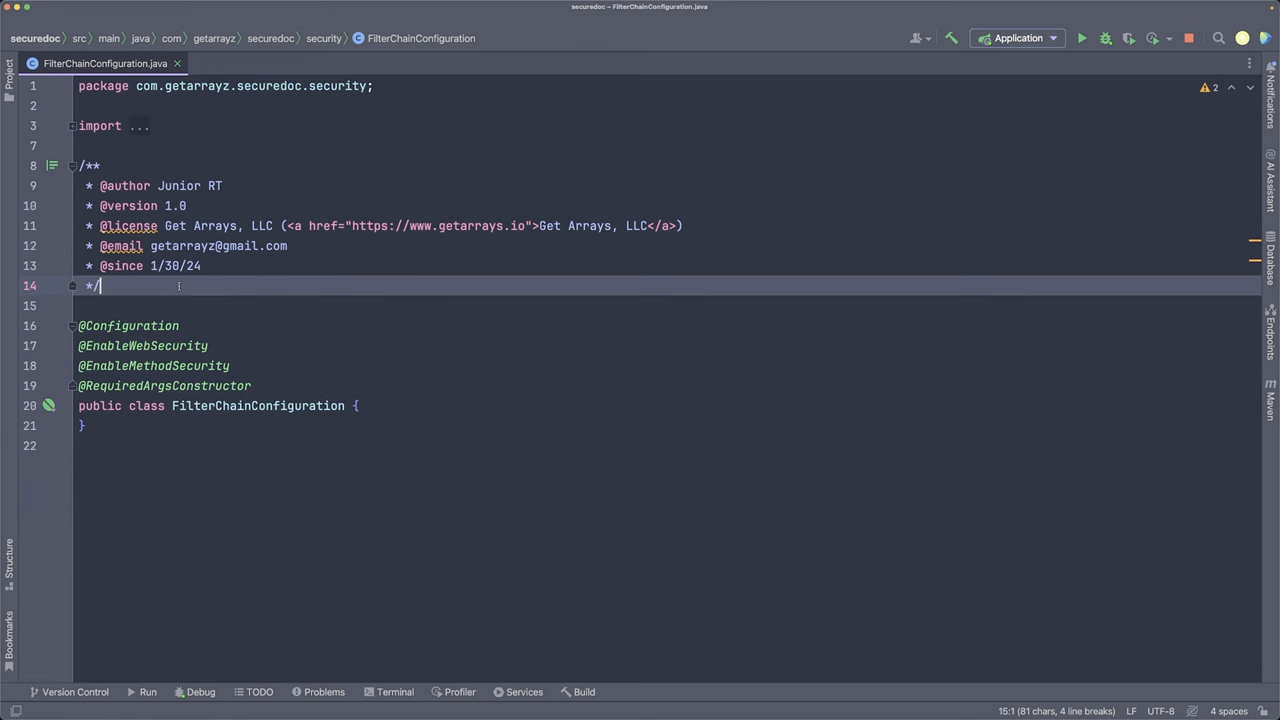 securedoc – FilterChainConfiguration.java
securedoc src main java com getarrayz securedoc security FilterChainConfiguration
Application
Project
FilterChainConfiguration.java
1 package com.getarrayz.securedoc.security;
2
2
3 import ...
7
8 /**
9 * @author Junior RT
10 * @version 1.0
11 * @license Get Arrays, LLC (<a href="https://www.getarrays.io">Get Arrays, LLC</a>)
12 * @email getarrayz@gmail.com
13 * @since 1/30/24
14 */
15
16 @Configuration
17 @EnableWebSecurity
18 @EnableMethodSecurity
19 @RequiredArgsConstructor
20 public class FilterChainConfiguration {
21 }
22
Notifications
AI Assistant
Database
Endpoints
m
Maven
Structure
Bookmarks
Version Control Run Debug TODO Problems Terminal Profiler Services Build
15:1 (81 chars, 4 line breaks) LF UTF-8 4 spaces